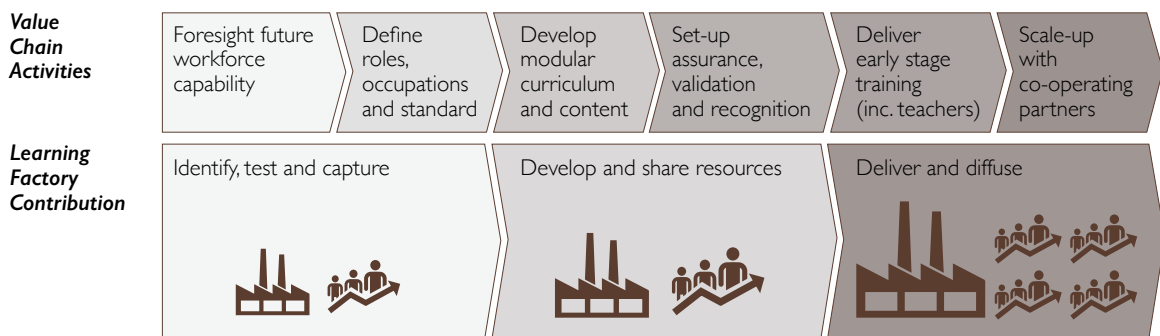 Value
Chain
Activities
Foresight future
workforce
capability
Define
roles,
occupations
and standard
Develop
modular
curriculum
and content
Set-up
assurance,
validation
and recognition
Deliver
early stage
training
(inc. teachers)
Scale-up
with
co-operating
partners
Learning
Factory
Contribution
Identify, test and capture
Develop and share resources
Deliver and diffuse